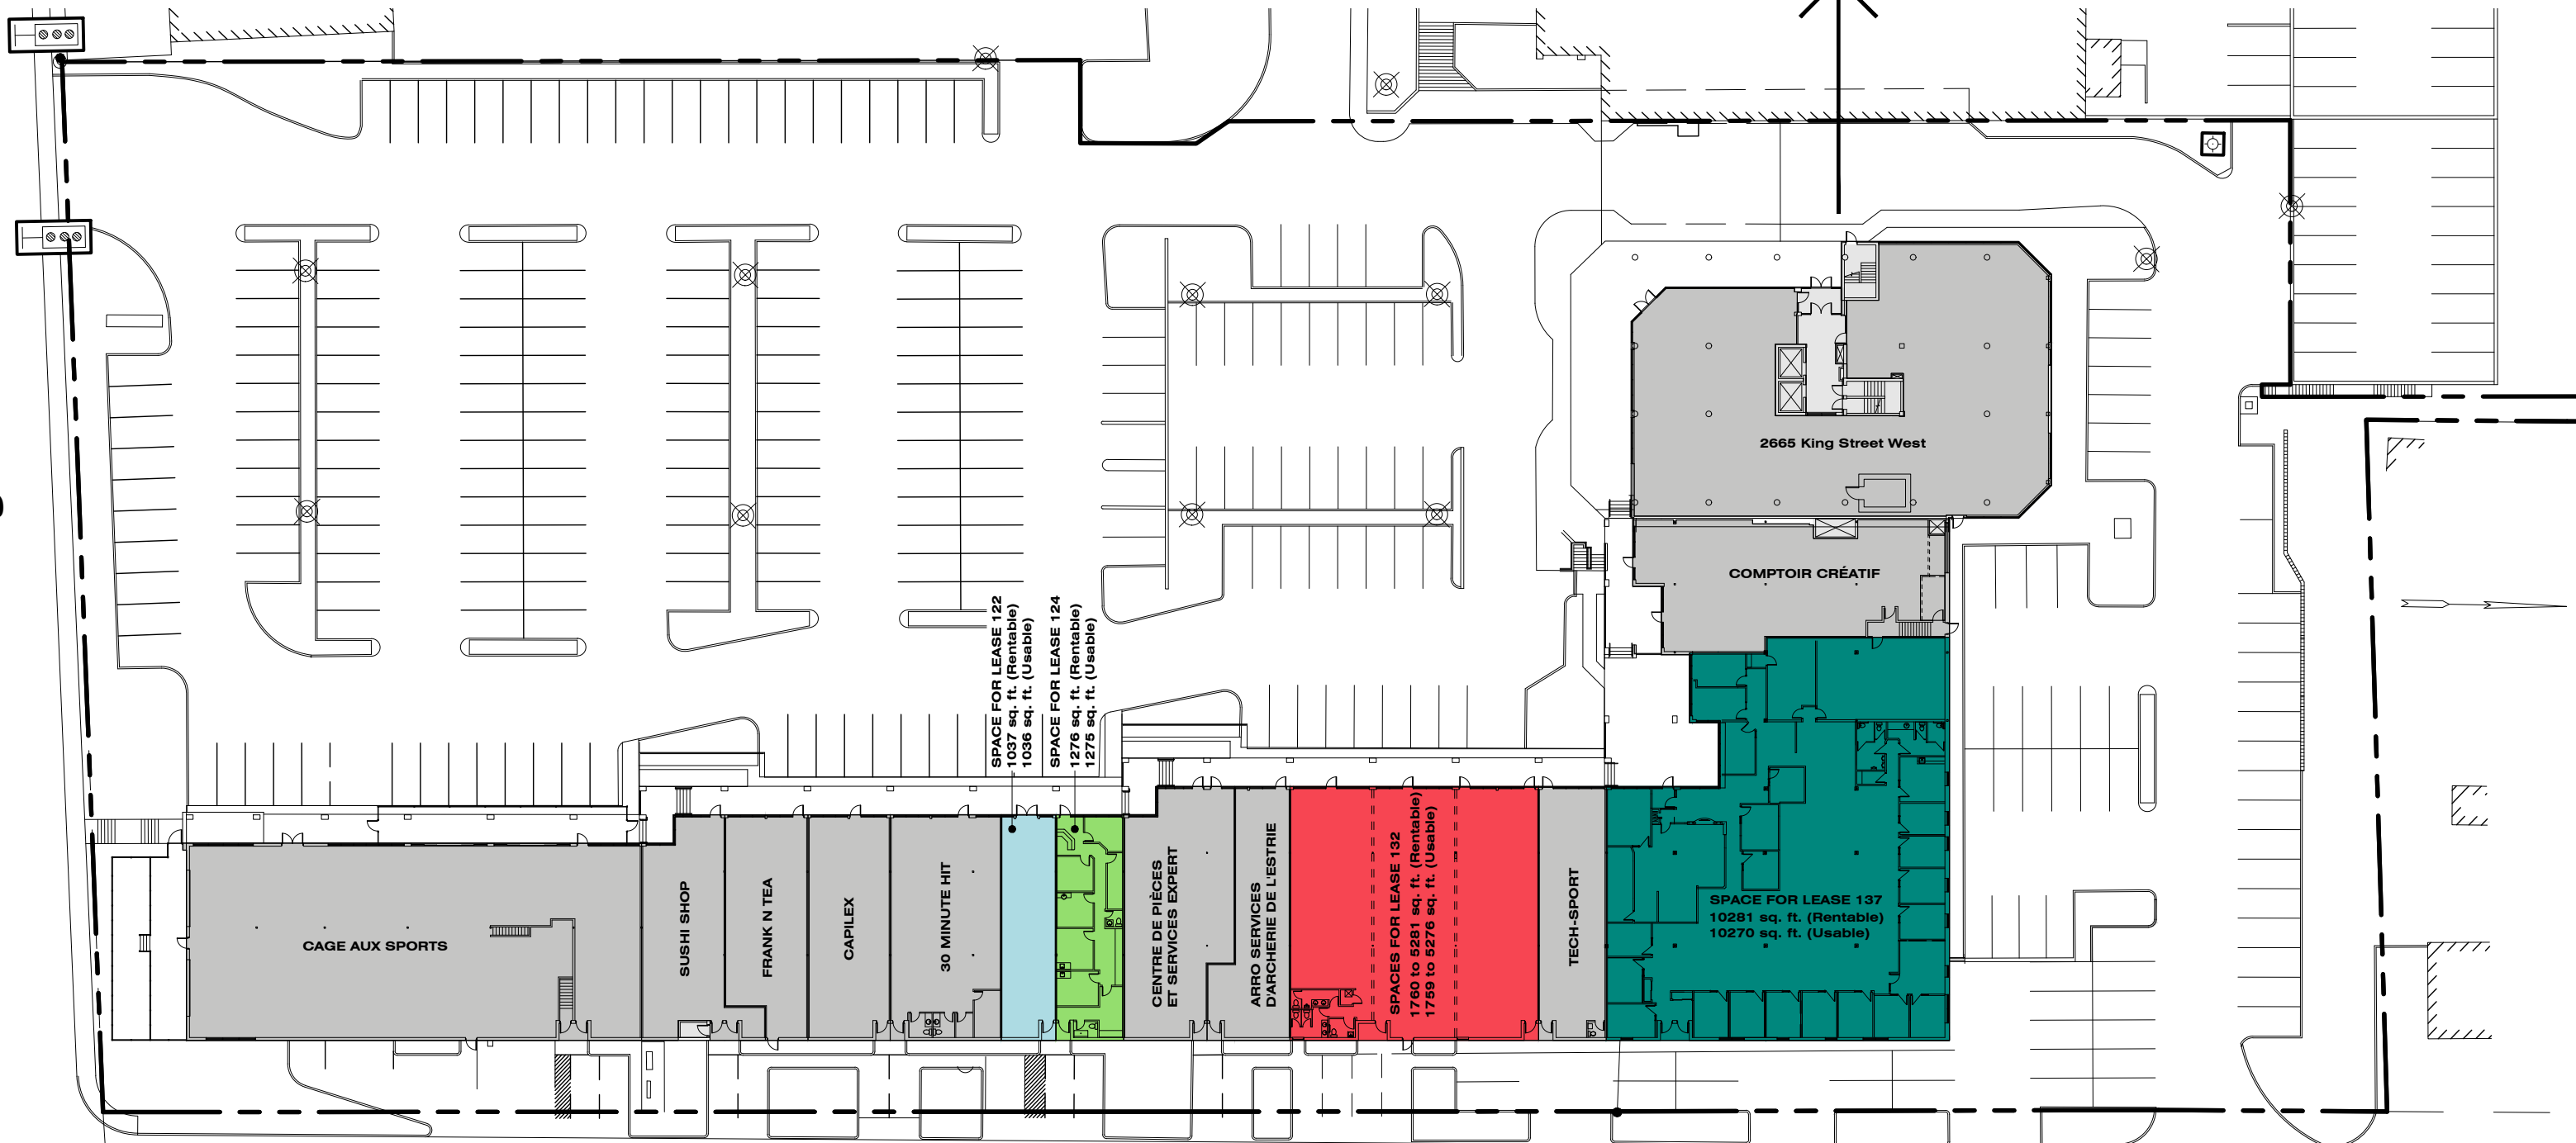 2665 King Street West
COMPTOIR CRÉATIF
SPACE FOR LEASE 122
1037 sq. ft. (Rentable)
1036 sq. ft. (Usable)
SPACE FOR LEASE 124
1276 sq. ft. (Rentable)
1275 sq. ft. (Usable)
CAGE AUX SPORTS
SUSHI SHOP
FRANK N TEA
CAPILEX
30 MINUTE HIT
CENTRE DE PIÈCES
ET SERVICES EXPERT
ARRO SERVICES
D'ARCHERIE DE L'ESTRIE
SPACES FOR LEASE 132
1760 to 5281 sq. ft. (Rentable)
1759 to 5276 sq. ft. (Usable)
TECH-SPORT
SPACE FOR LEASE 137
10281 sq. ft. (Rentable)
10270 sq. ft. (Usable)